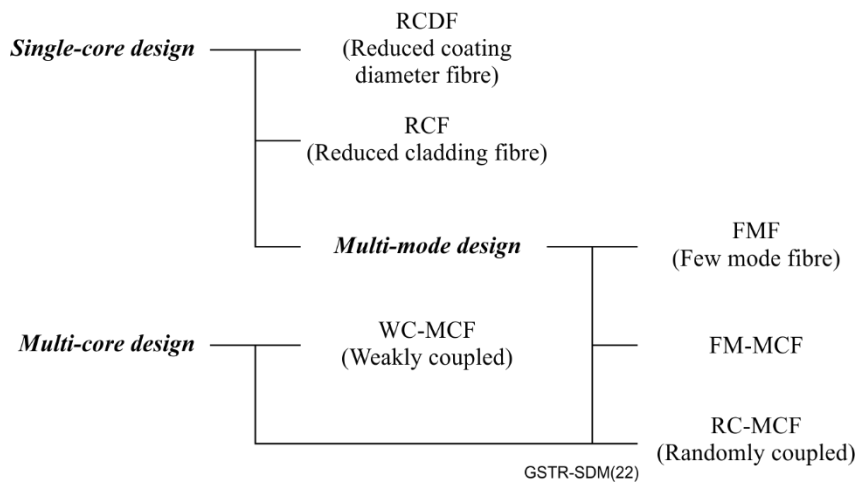 Single-core design
RCDF
(Reduced coating
diameter fibre)
RCF
(Reduced cladding fibre)
Multi-mode design
FMF
(Few mode fibre)
Multi-core design
WC-MCF
(Weakly coupled)
FM-MCF
RC-MCF
(Randomly coupled)
GSTR-SDM(22)